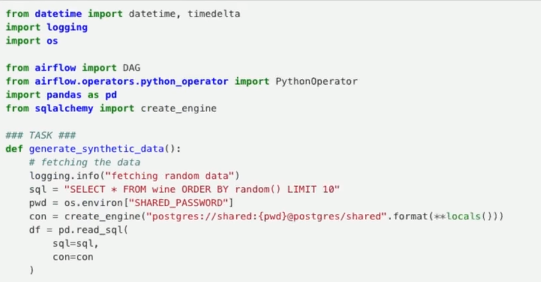 from datetime import datetime, timedelta
import logging
import os

from airflow import DAG
from airflow.operators.python_operator import PythonOperator
import pandas as pd
from sqlalchemy import create_engine

### TASK ###
def generate_synthetic_data():
    # fetching the data
    logging.info("fetching random data")
    sql = "SELECT * FROM wine ORDER BY random() LIMIT 10"
    pwd = os.environ["SHARED_PASSWORD"]
    con = create_engine("postgres://shared:{pwd}@postgres/shared".format(**locals()))
    df = pd.read_sql(
        sql=sql,
        con=con
    )